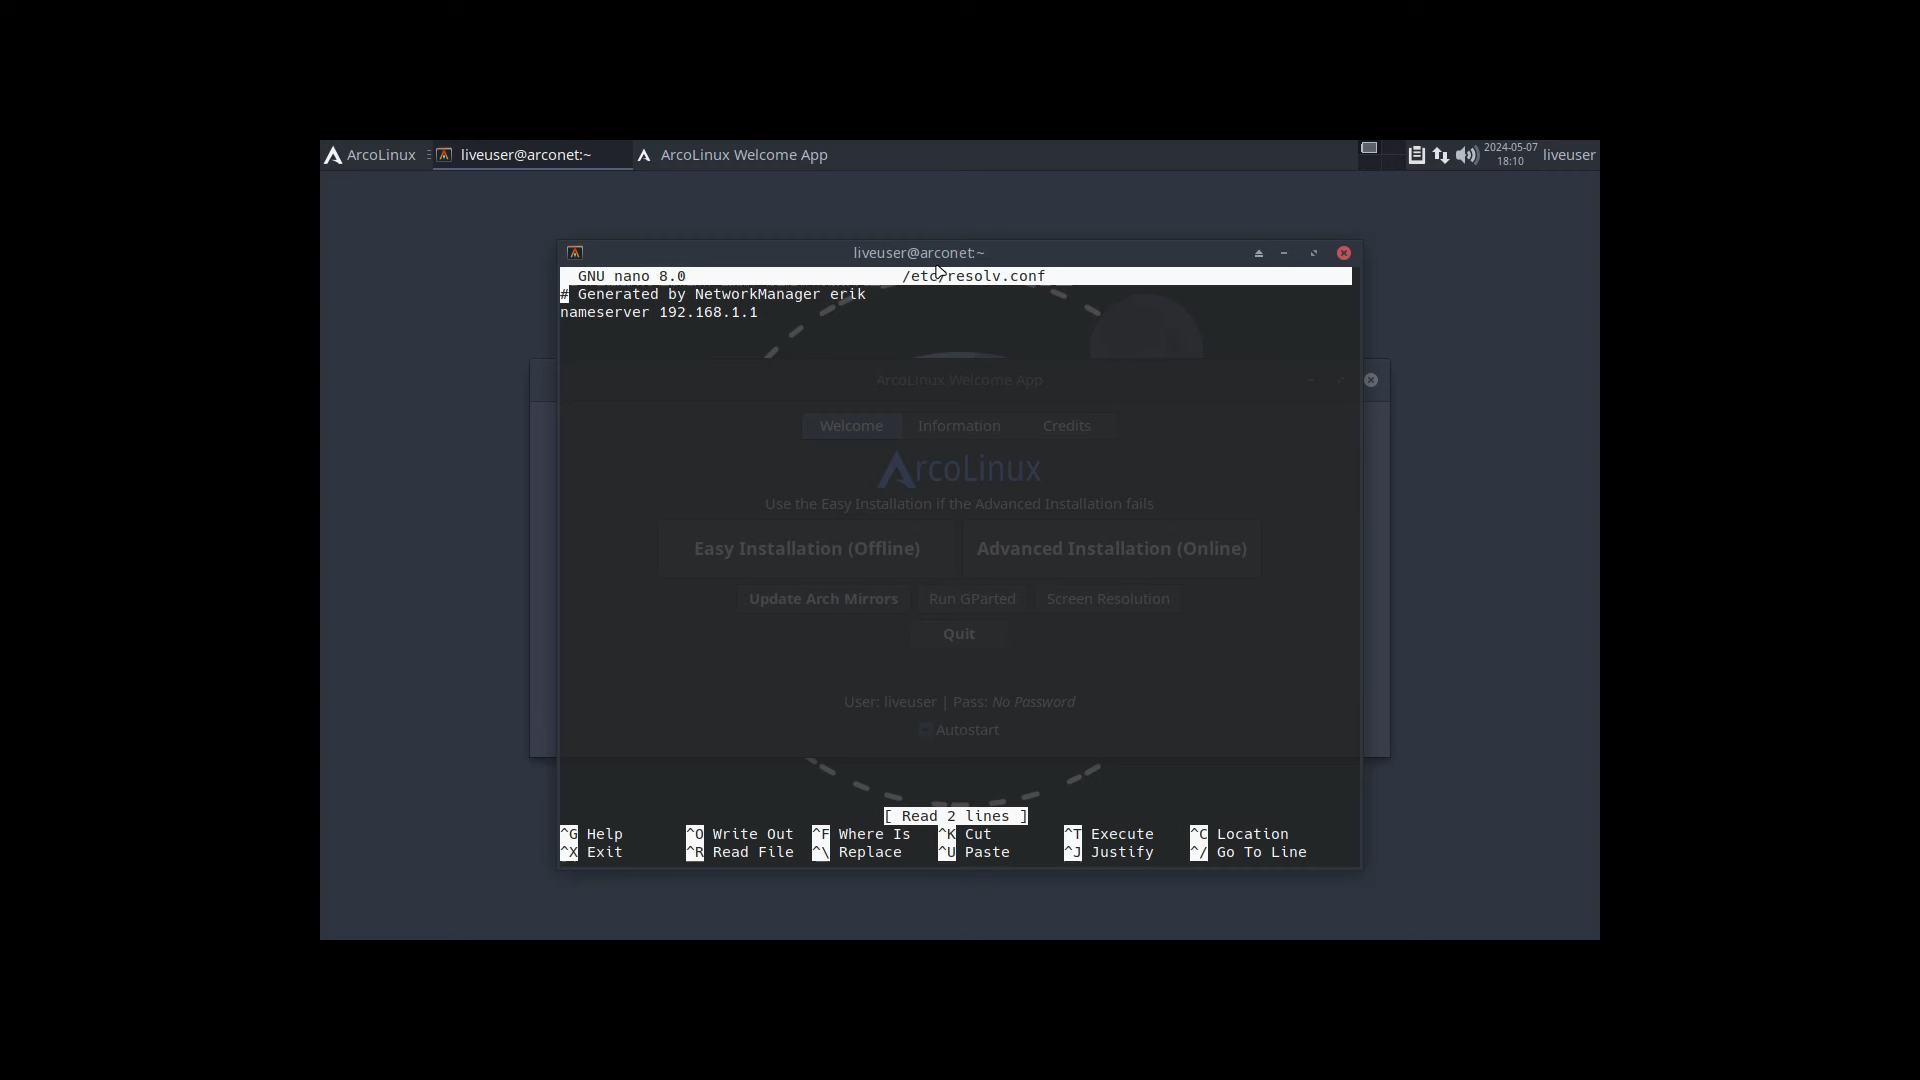 ArcoLinux
liveuser@arconet:~
ArcoLinux Welcome App
2024-05-07
18:10
liveuser
liveuser@arconet:~
GNU nano 8.0 /etc/resolv.conf
# Generated by NetworkManager erik
nameserver 192.168.1.1
ArcoLinux Welcome App
Welcome Information Credits
ArcoLinux
Use the Easy Installation if the Advanced Installation fails
Easy Installation (Offline) Advanced Installation (Online)
Update Arch Mirrors Run GParted Screen Resolution
Quit
User: liveuser | Pass: No Password
Autostart
[ Read 2 lines ]
^G Help ^O Write Out ^F Where Is ^K Cut ^T Execute ^C Location
^X Exit ^R Read File ^\ Replace ^U Paste ^J Justify ^/ Go To Line